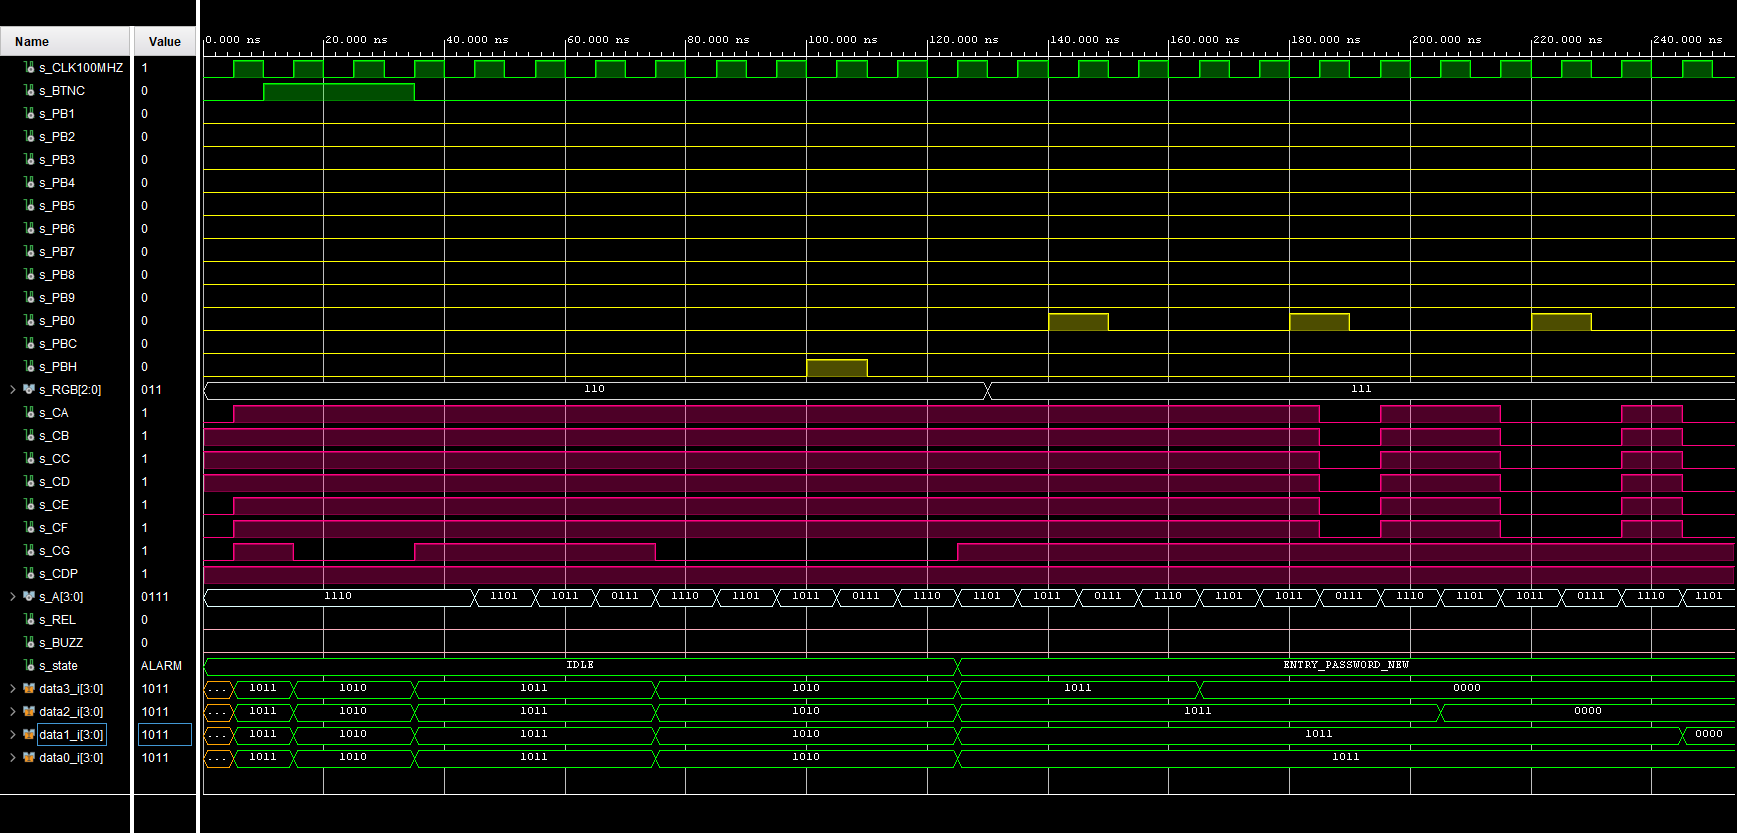 Name Value 0.000 ns 20.000 ns 40.000 ns 60.000 ns 80.000 ns 100.000 ns 120.000 ns 140.000 ns 160.000 ns 180.000 ns 200.000 ns 220.000 ns 240.000 ns
s_CLK100MHZ 1
s_BTNC 0
s_PB1 0
s_PB2 0
s_PB3 0
s_PB4 0
s_PB5 0
s_PB6 0
s_PB7 0
s_PB8 0
s_PB9 0
s_PB0 0
s_PBC 0
s_PBH 0
s_RGB[2:0] 011 110 111
s_CA 1
s_CB 1
s_CC 1
s_CD 1
s_CE 1
s_CF 1
s_CG 1
s_CDP 1
s_A[3:0] 0111 1110 1101 1011 0111 1110 1101 1011 0111 1110 1101 1011 0111 1110 1101 1011 0111 1110 1101 1011 0111 1110 1101
s_REL 0
s_BUZZ 0
s_state ALARM IDLE ENTRY_PASSWORD_NEW
data3_i[3:0] 1011 ... 1011 1010 1011 1010 1011 0000
data2_i[3:0] 1011 ... 1011 1010 1011 1010 1011 0000
data1_i[3:0] 1011 ... 1011 1010 1011 1010 1011 0000
data0_i[3:0] 1011 ... 1011 1010 1011 1010 1011